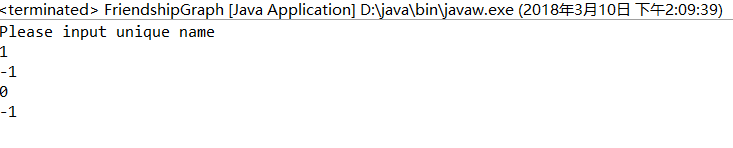 <terminated> FriendshipGraph [Java Application] D:\java\bin\javaw.exe (2018年3月10日 下午2:09:39)
Please input unique name
1
-1
0
-1